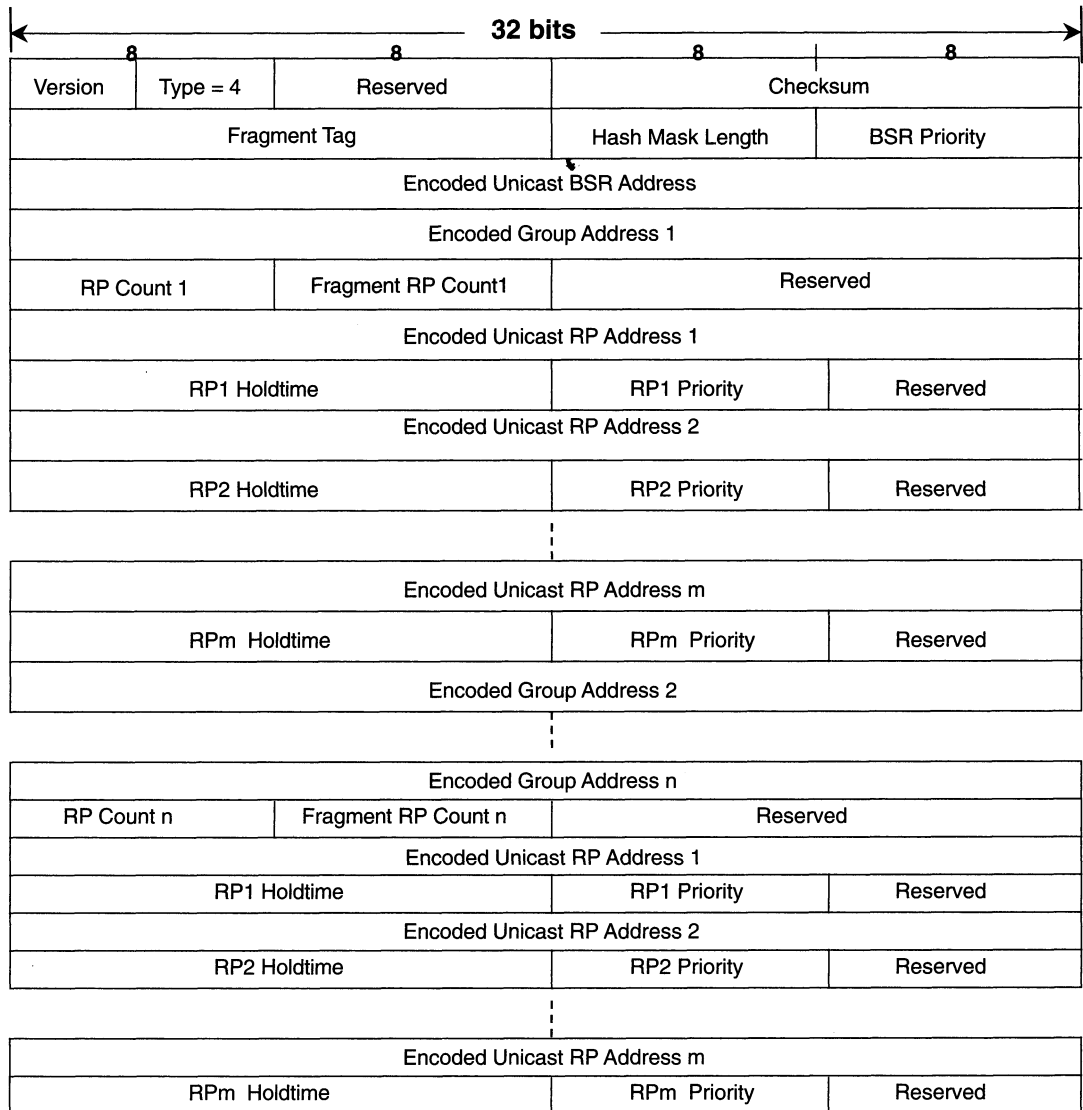 32 bits
8 8 8 8
Version Type = 4 Reserved Checksum
Fragment Tag Hash Mask Length BSR Priority
Encoded Unicast BSR Address
Encoded Group Address 1
RP Count 1 Fragment RP Count1 Reserved
Encoded Unicast RP Address 1
RP1 Holdtime RP1 Priority Reserved
Encoded Unicast RP Address 2
RP2 Holdtime RP2 Priority Reserved
Encoded Unicast RP Address m
RPm Holdtime RPm Priority Reserved
Encoded Group Address 2
Encoded Group Address n
RP Count n Fragment RP Count n Reserved
Encoded Unicast RP Address 1
RP1 Holdtime RP1 Priority Reserved
Encoded Unicast RP Address 2
RP2 Holdtime RP2 Priority Reserved
Encoded Unicast RP Address m
RPm Holdtime RPm Priority Reserved